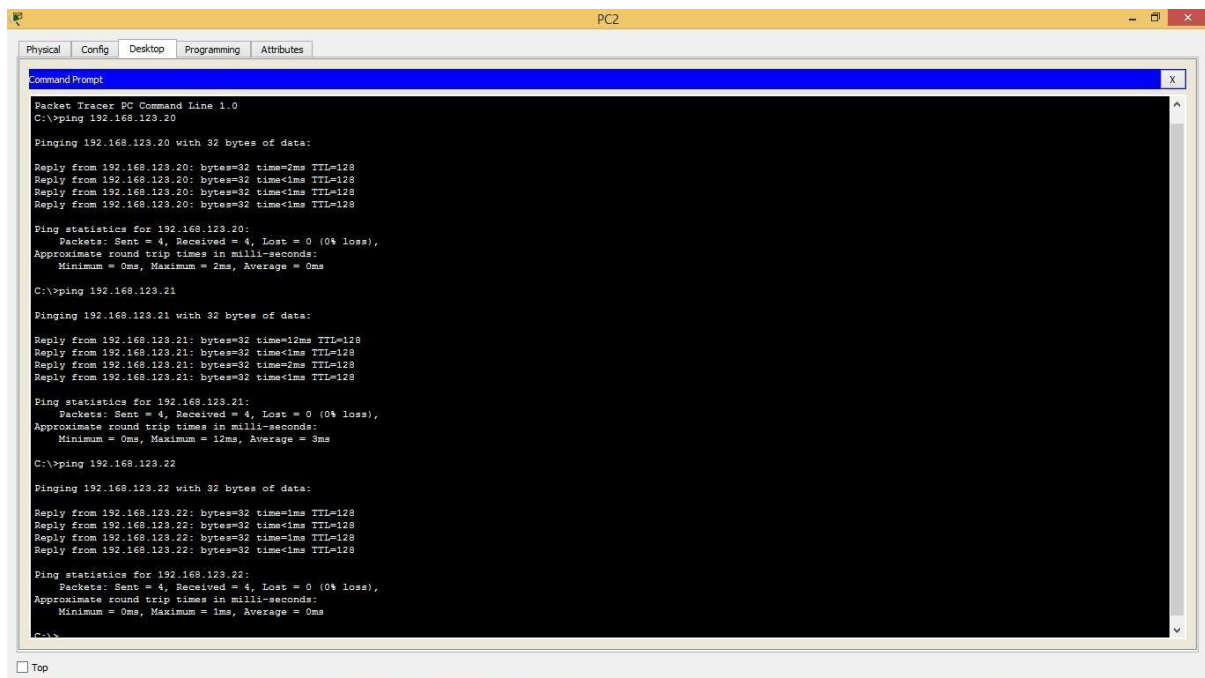 PC2
Physical Config Desktop Programming Attributes
Command Prompt
X
Packet Tracer PC Command Line 1.0
C:\>ping 192.168.123.20
Pinging 192.168.123.20 with 32 bytes of data:
Reply from 192.168.123.20: bytes=32 time=2ms TTL=128
Reply from 192.168.123.20: bytes=32 time<1ms TTL=128
Reply from 192.168.123.20: bytes=32 time<1ms TTL=128
Reply from 192.168.123.20: bytes=32 time<1ms TTL=128
Ping statistics for 192.168.123.20:
Packets: Sent = 4, Received = 4, Lost = 0 (0% loss),
Approximate round trip times in milli-seconds:
Minimum = 0ms, Maximum = 2ms, Average = 0ms
C:\>ping 192.168.123.21
Pinging 192.168.123.21 with 32 bytes of data:
Reply from 192.168.123.21: bytes=32 time=12ms TTL=128
Reply from 192.168.123.21: bytes=32 time<1ms TTL=128
Reply from 192.168.123.21: bytes=32 time=2ms TTL=128
Reply from 192.168.123.21: bytes=32 time<1ms TTL=128
Ping statistics for 192.168.123.21:
Packets: Sent = 4, Received = 4, Lost = 0 (0% loss),
Approximate round trip times in milli-seconds:
Minimum = 0ms, Maximum = 12ms, Average = 3ms
C:\>ping 192.168.123.22
Pinging 192.168.123.22 with 32 bytes of data:
Reply from 192.168.123.22: bytes=32 time=1ms TTL=128
Reply from 192.168.123.22: bytes=32 time<1ms TTL=128
Reply from 192.168.123.22: bytes=32 time=1ms TTL=128
Reply from 192.168.123.22: bytes=32 time<1ms TTL=128
Ping statistics for 192.168.123.22:
Packets: Sent = 4, Received = 4, Lost = 0 (0% loss),
Approximate round trip times in milli-seconds:
Minimum = 0ms, Maximum = 1ms, Average = 0ms
C:\>
Top